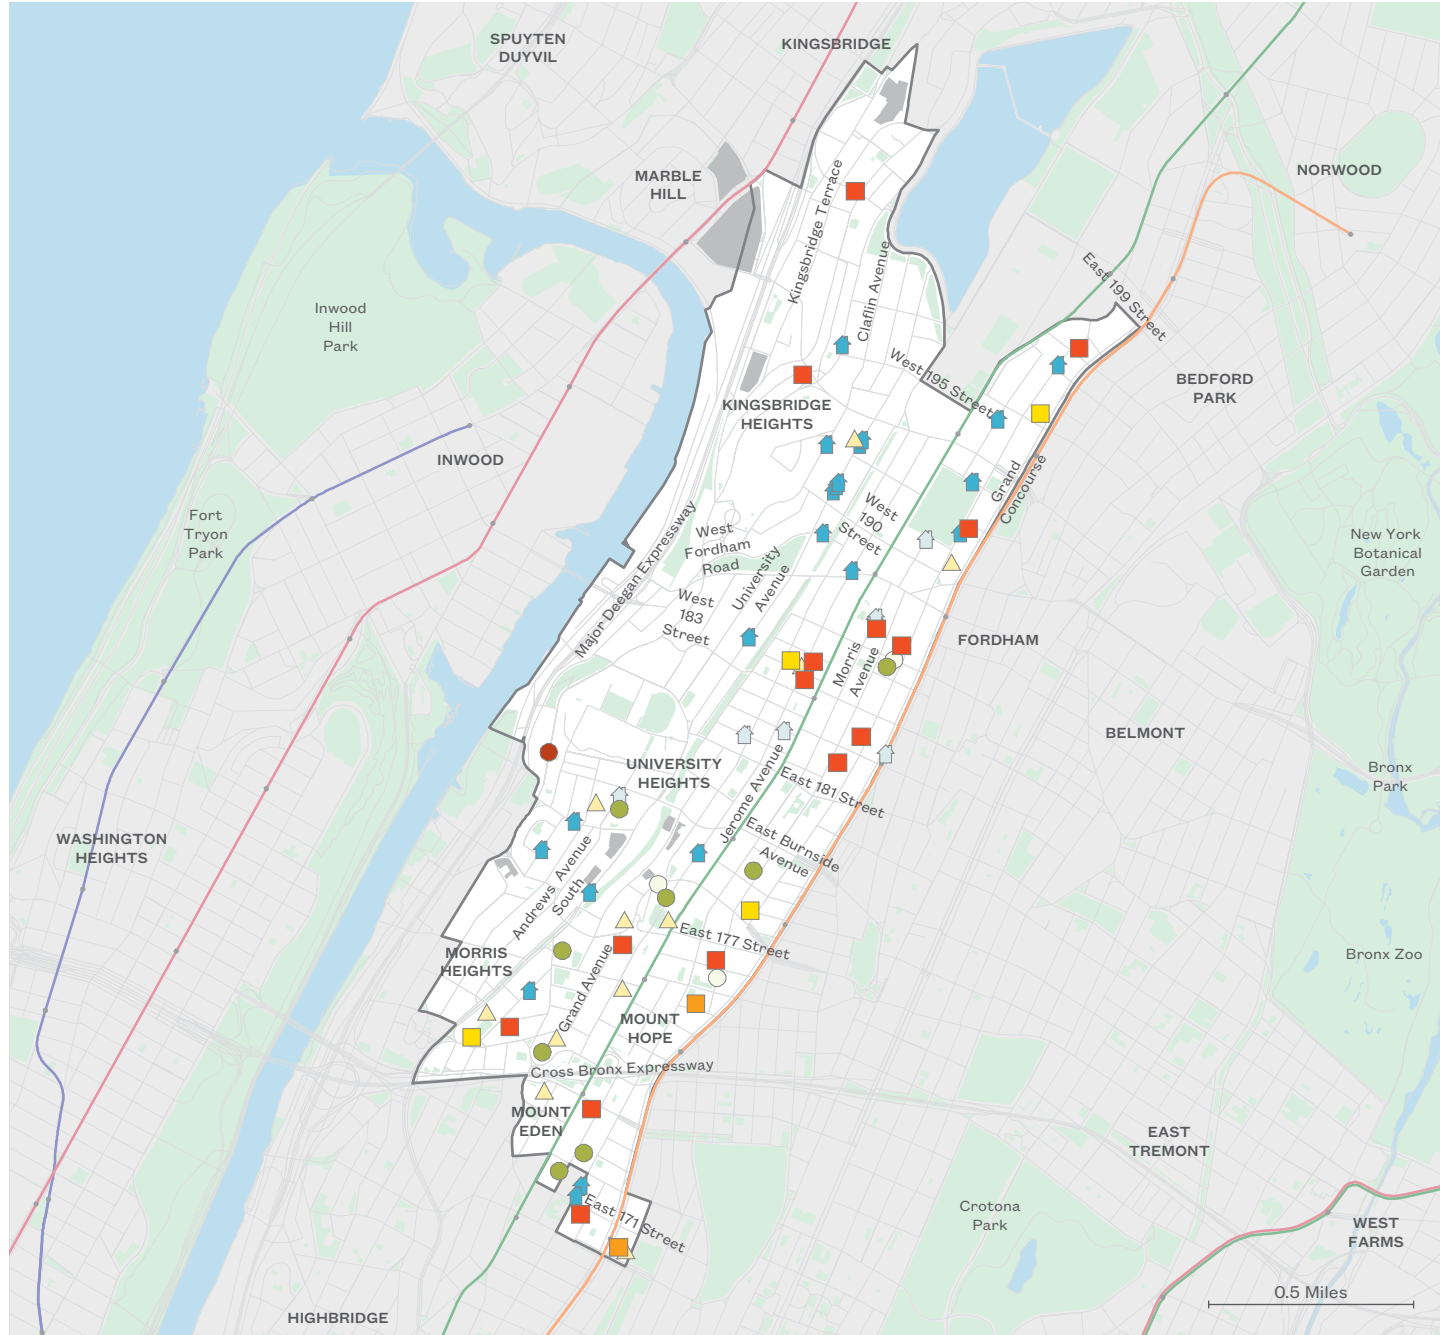 SPUYTEN
DUYVIL
KINGSBRIDGE
MARBLE
HILL
NORWOOD
Kingsbridge Terrace
Claflin Avenue
East 199 Street
Inwood
Hill
Park
West 195 Street
BEDFORD
PARK
KINGSBRIDGE
HEIGHTS
INWOOD
Grand
Concourse
Fort
Tryon
Park
West
190
Street
West
Fordham
Road
New York
Botanical
Garden
Major Deegan Expressway
University
Avenue
West
183
Street
FORDHAM
Morris
Avenue
BELMONT
UNIVERSITY
HEIGHTS
Bronx
Park
Jerome Avenue
East 181 Street
WASHINGTON
HEIGHTS
East Burnside
Avenue
Andrews Avenue
South
East 177 Street
MORRIS
HEIGHTS
Bronx Zoo
Grand Avenue
MOUNT
HOPE
Cross Bronx Expressway
MOUNT
EDEN
EAST
TREMONT
East 171 Street
Crotona
Park
WEST
FARMS
0.5 Miles
HIGHBRIDGE